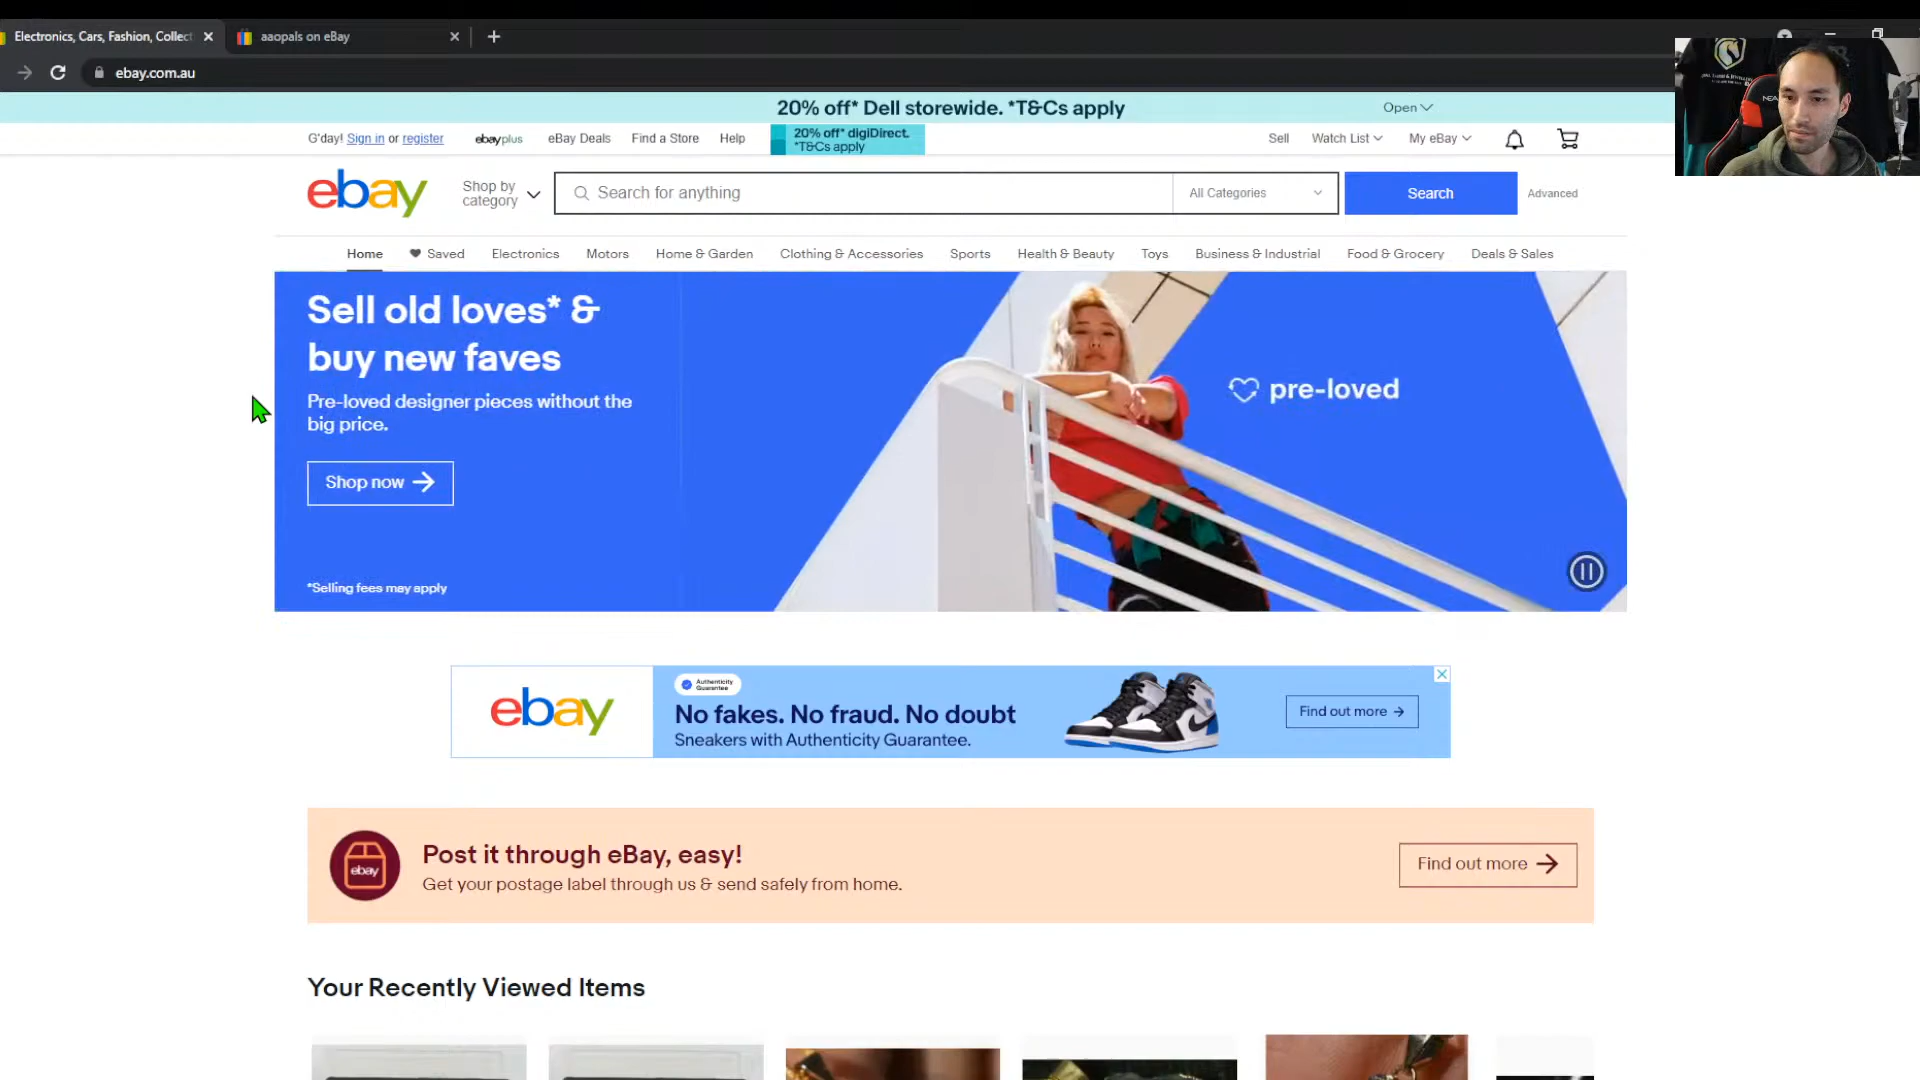 Electronics, Cars, Fashion, Collect
aaopals on eBay
ebay.com.au
20% off* Dell storewide. *T&Cs apply
Open
G'day! Sign in or register
ebayplus
eBay Deals
Find a Store
Help
20% off* digiDirect.
*T&Cs apply
Sell
Watch List
My eBay
ebay
Shop by
category
Search for anything
All Categories
Search
Advanced
Home
Saved
Electronics
Motors
Home & Garden
Clothing & Accessories
Sports
Health & Beauty
Toys
Business & Industrial
Food & Grocery
Deals & Sales
Sell old loves* &
buy new faves
Pre-loved designer pieces without the
big price.
Shop now
*Selling fees may apply
pre-loved
ebay
Authenticity
Guarantee
No fakes. No fraud. No doubt
Sneakers with Authenticity Guarantee.
Find out more
ebay
Post it through eBay, easy!
Get your postage label through us & send safely from home.
Find out more
Your Recently Viewed Items